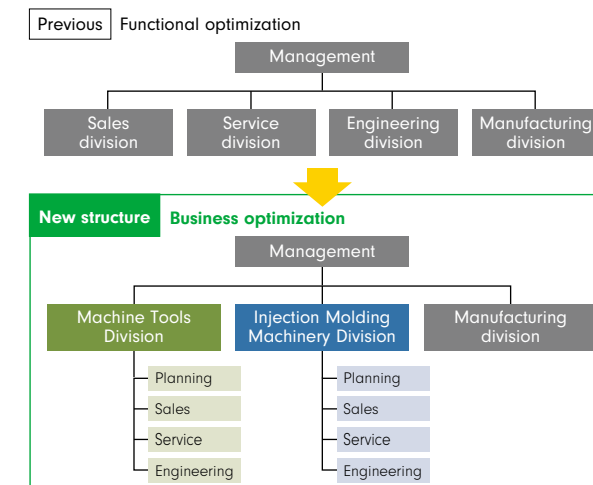 Previous Functional optimization
Management
Sales
division
Service
division
Engineering
division
Manufacturing
division
New structure Business optimization
Management
Machine Tools
Division
Injection Molding
Machinery Division
Manufacturing
division
Planning
Sales
Service
Engineering
Planning
Sales
Service
Engineering